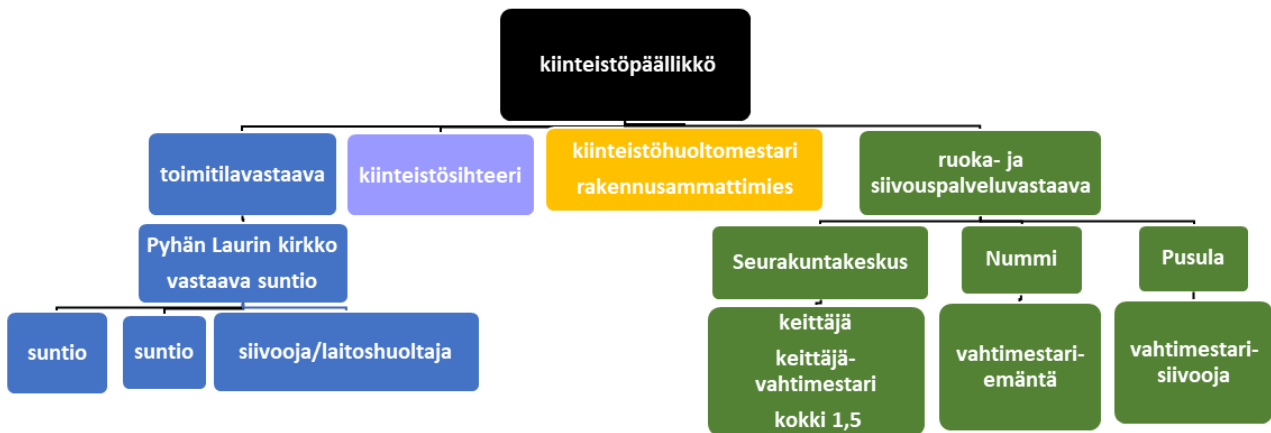 kiinteistöpäällikkö
toimitilavastaava
kiinteistösihteeri
kiinteistöhuoltomestari
rakennusammattimies
ruoka- ja
siivouspalveluvastaava
Pyhän Laurin kirkko
vastaava suntio
Seurakuntakeskus
Nummi
Pusula
suntio
suntio
siivooja/laitoshuoltaja
keittäjä
keittäjä-
vahtimestari
kokki 1,5
vahtimestari-
emäntä
vahtimestari-
siivooja